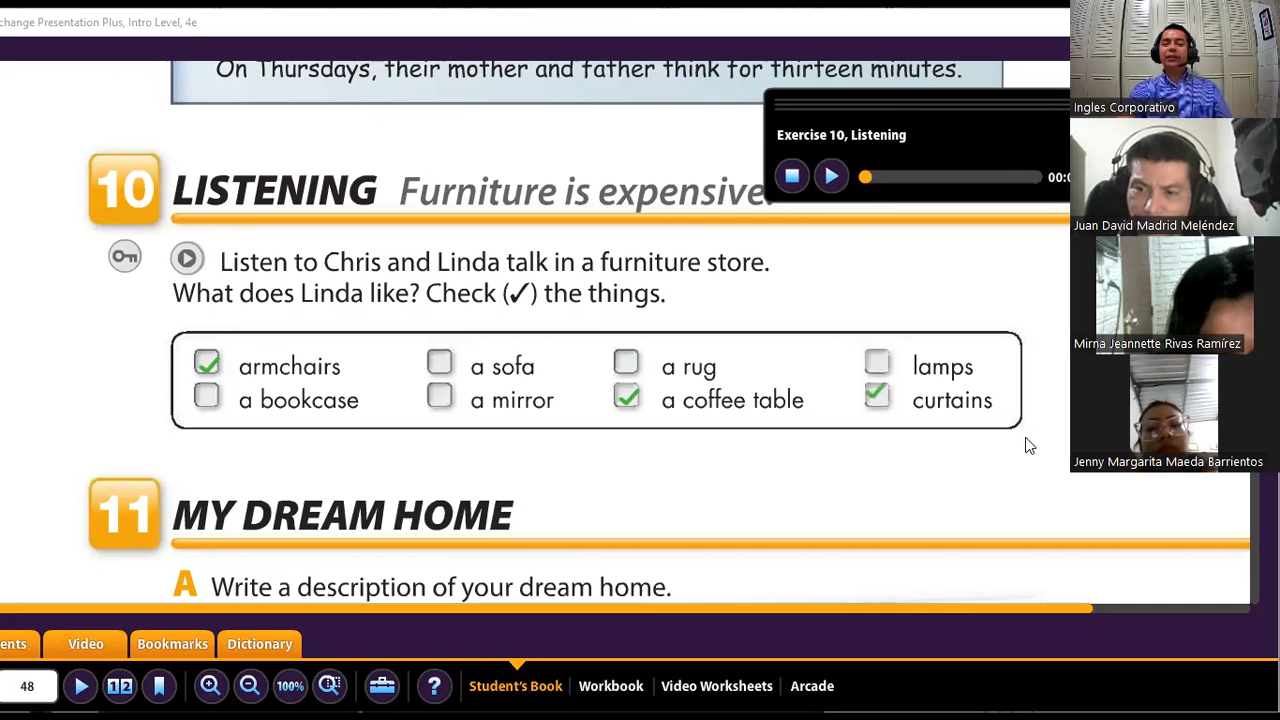 change Presentation Plus, Intro Level, 4e
On Thursdays, their mother and father think for thirteen minutes.
Exercise 10, Listening
00:0
10 LISTENING Furniture is expensive.
Listen to Chris and Linda talk in a furniture store.
What does Linda like? Check (✓) the things.
armchairs a sofa a rug lamps
a bookcase a mirror a coffee table curtains
11 MY DREAM HOME
A Write a description of your dream home.
Ingles Corporativo
Juan David Madrid Meléndez
Mirna Jeannette Rivas Ramírez
Jenny Margarita Maeda Barrientos
ents Video Bookmarks Dictionary
48 12 100% ? Student's Book Workbook Video Worksheets Arcade